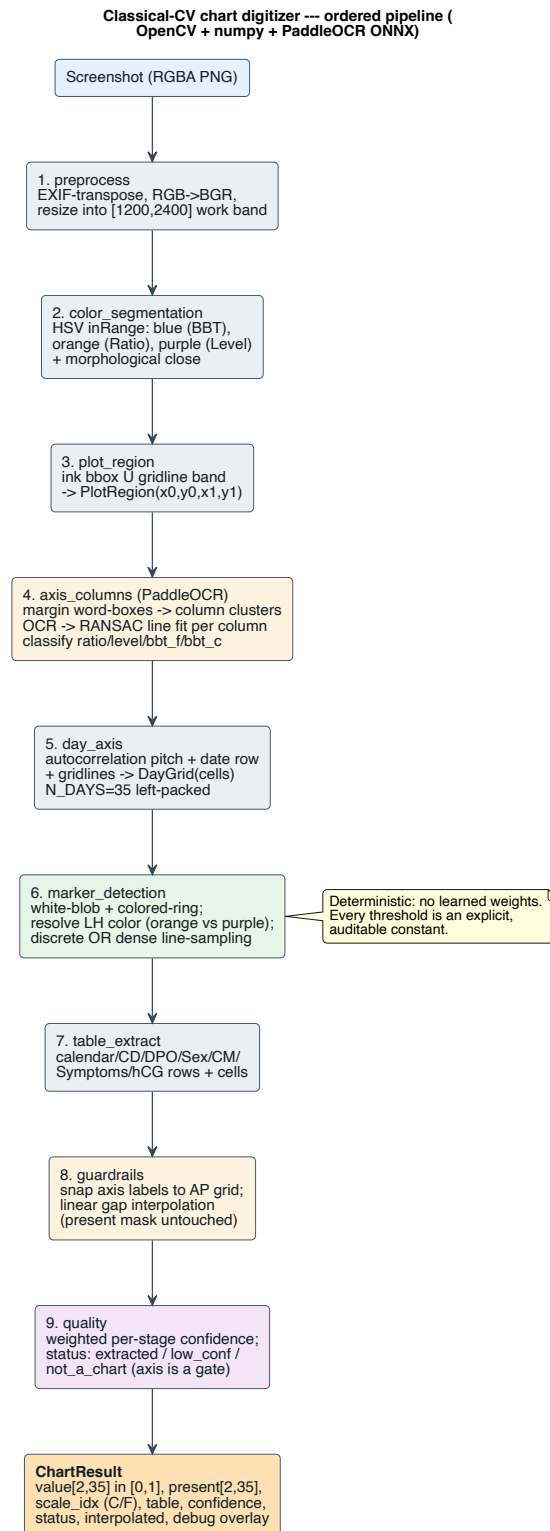 Classical-CV chart digitizer --- ordered pipeline (
OpenCV + numpy + PaddleOCR ONNX)
Screenshot (RGBA PNG)
1. preprocess
EXIF-transpose, RGB->BGR,
resize into [1200,2400] work band
2. color_segmentation
HSV inRange: blue (BBT),
orange (Ratio), purple (Level)
+ morphological close
3. plot_region
ink bbox U gridline band
-> PlotRegion(x0,y0,x1,y1)
4. axis_columns (PaddleOCR)
margin word-boxes -> column clusters
OCR -> RANSAC line fit per column
classify ratio/level/bbt_f/bbt_c
5. day_axis
autocorrelation pitch + date row
+ gridlines -> DayGrid(cells)
N_DAYS=35 left-packed
6. marker_detection
white-blob + colored-ring;
resolve LH color (orange vs purple);
discrete OR dense line-sampling
Deterministic: no learned weights.
Every threshold is an explicit,
auditable constant.
7. table_extract
calendar/CD/DPO/Sex/CM/
Symptoms/hCG rows + cells
8. guardrails
snap axis labels to AP grid;
linear gap interpolation
(present mask untouched)
9. quality
weighted per-stage confidence;
status: extracted / low_conf /
not_a_chart (axis is a gate)
ChartResult
value[2,35] in [0,1], present[2,35],
scale_idx (C/F), table, confidence,
status, interpolated, debug overlay